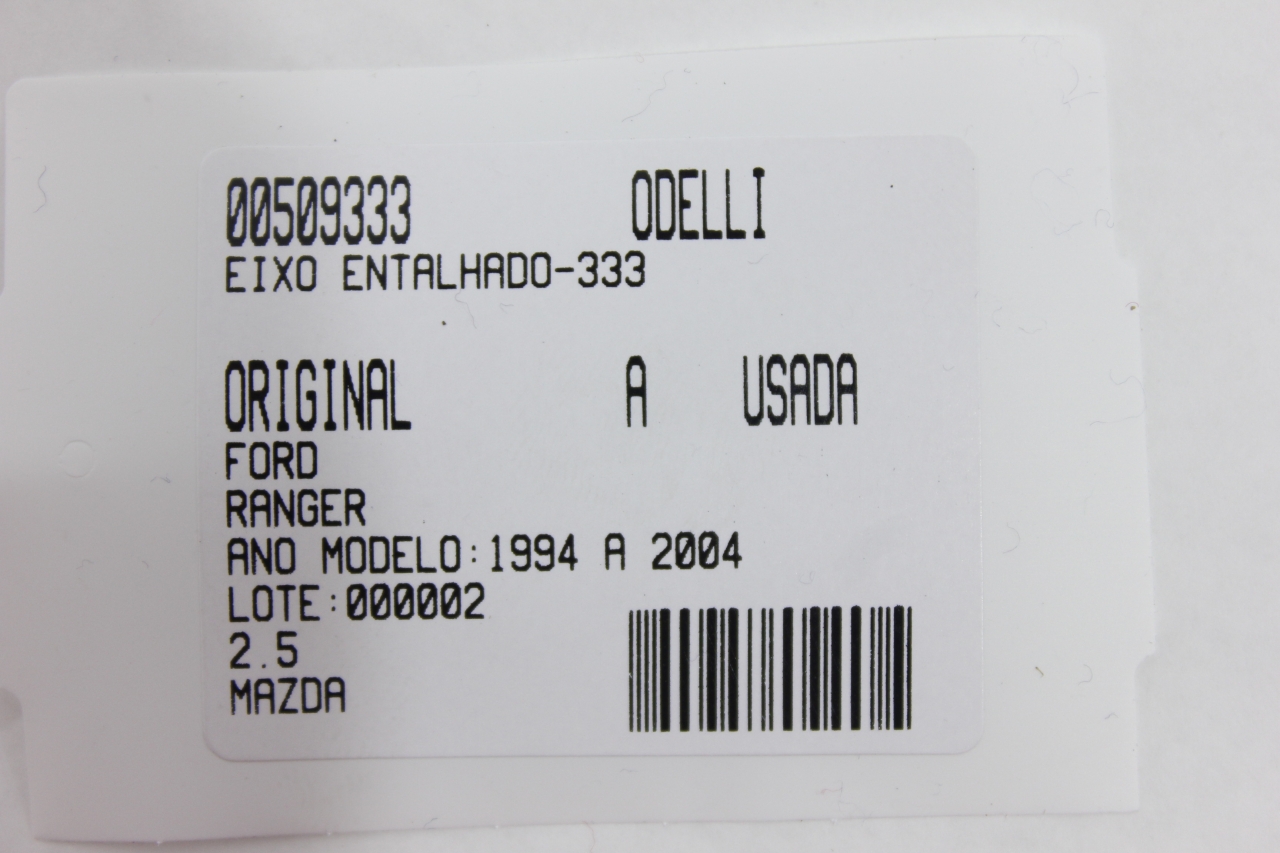 00509333 ODELLI
EIXO ENTALHADO-333
ORIGINAL A USADA
FORD
RANGER
ANO MODELO:1994 A 2004
LOTE:000002
2.5
MAZDA